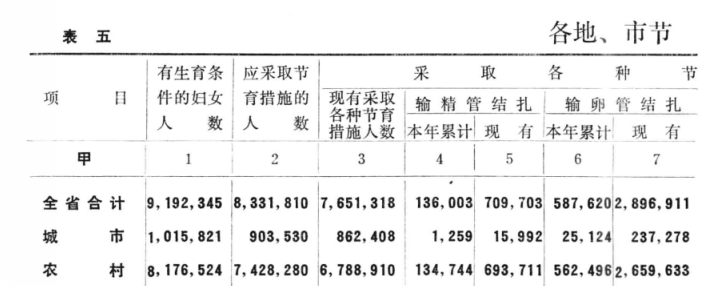 表 五
各地、市节
项 目 有生育条件的妇女人数 应采取节育措施的人数 采 取 各 种 节
现有采取各种节育措施人数 输精管结扎 输卵管结扎
本年累计 现有 本年累计 现有
甲 1 2 3 4 5 6 7
全省合计 9,192,345 8,331,810 7,651,318 136,003 709,703 587,620 2,896,911
城 市 1,015,821 903,530 862,408 1,259 15,992 25,124 237,278
农 村 8,176,524 7,428,280 6,788,910 134,744 693,711 562,496 2,659,633